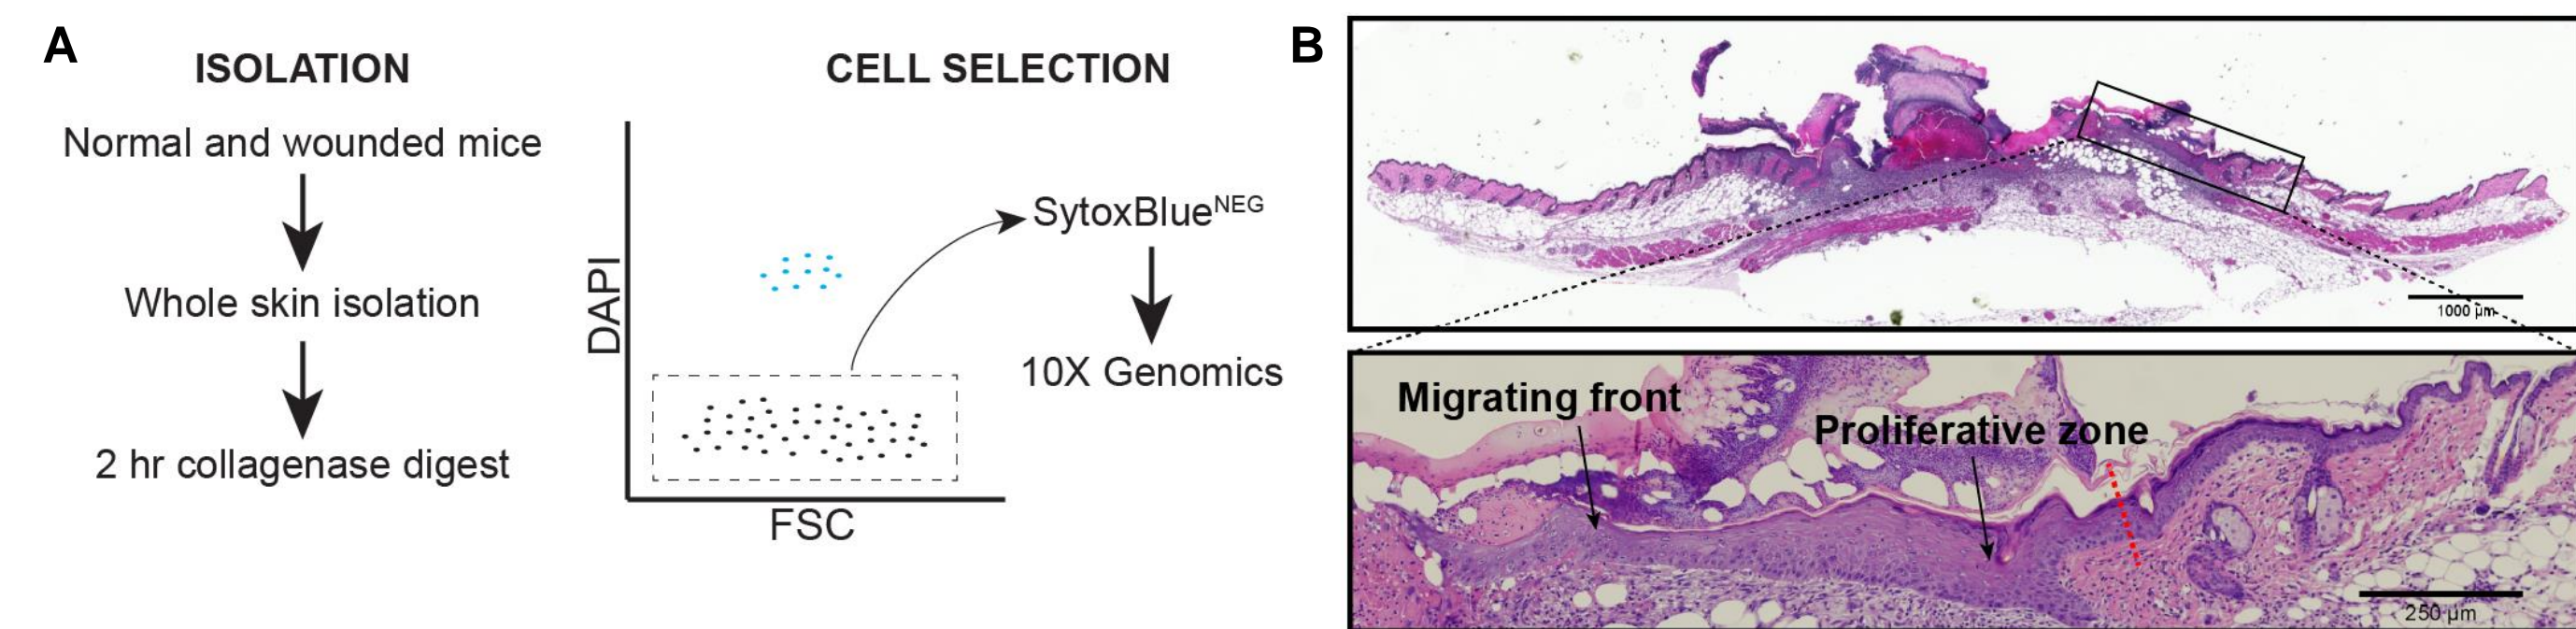 A
ISOLATION
Normal and wounded mice
Whole skin isolation
2 hr collagenase digest
CELL SELECTION
DAPI
FSC
SytoxBlueNEG
10X Genomics
B
1000 µm
Migrating front
Proliferative zone
250 µm